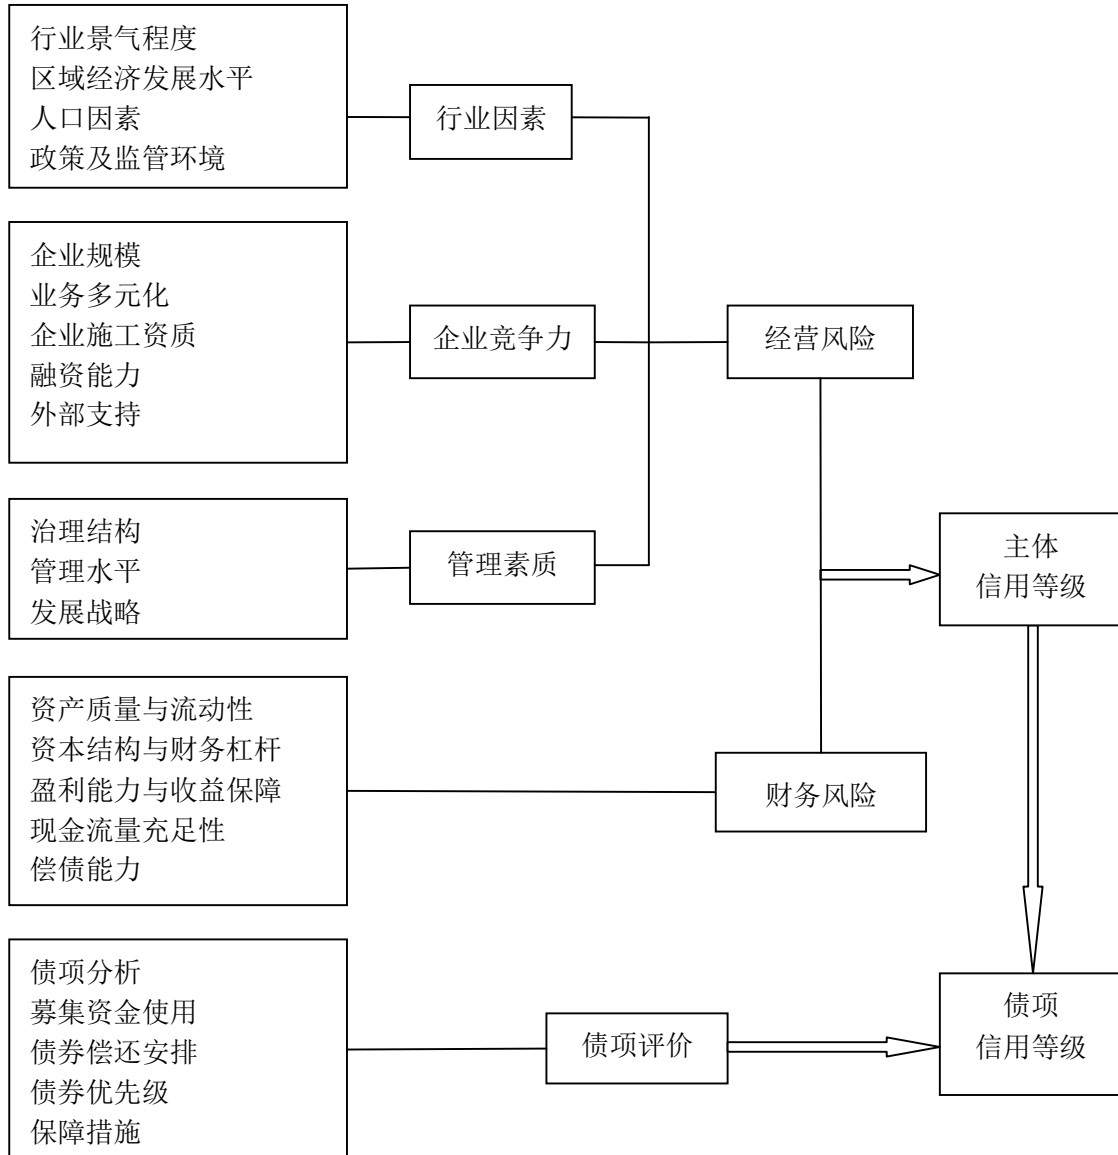 行业景气程度
区域经济发展水平
人口因素
政策及监管环境
行业因素
企业规模
业务多元化
企业施工资质
融资能力
外部支持
企业竞争力
经营风险
治理结构
管理水平
发展战略
管理素质
主体
信用等级
资产质量与流动性
资本结构与财务杠杆
盈利能力与收益保障
现金流量充足性
偿债能力
财务风险
债项分析
募集资金使用
债券偿还安排
债券优先级
保障措施
债项评价
债项
信用等级